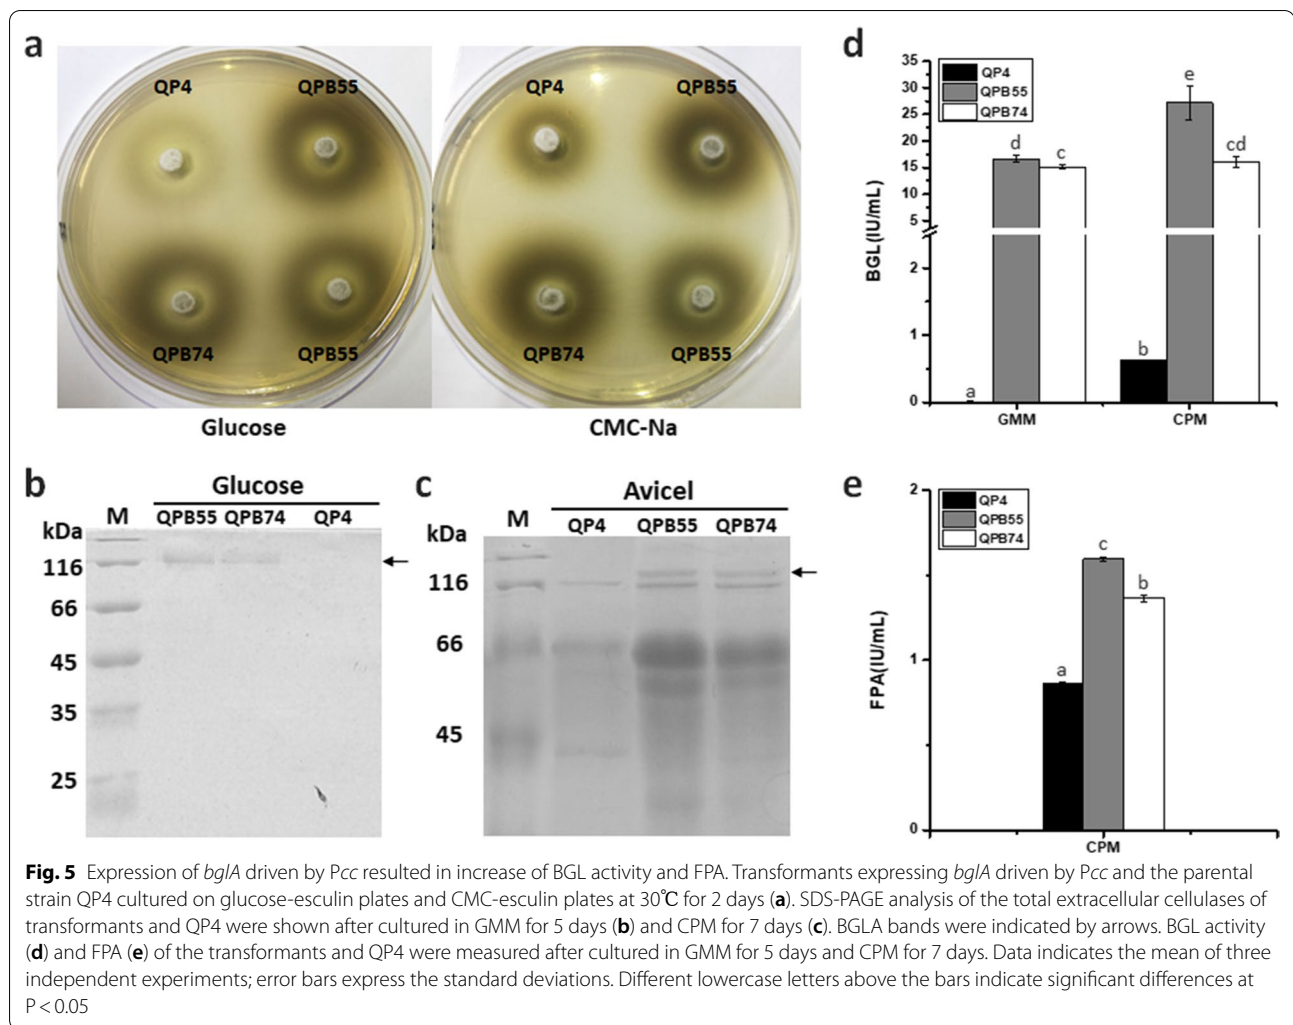 a
QP4
QPB55
QPB74
QPB55
Glucose
QP4
QPB55
QPB74
QPB55
CMC-Na
d
BGL(IU/mL)
35
30
25
20
15
10
5
2
1
0
QP4
QPB55
QPB74
a
d
c
b
e
cd
GMM
CPM
b
Glucose
kDa
M
QPB55
QPB74
QP4
116
66
45
35
25
c
Avicel
kDa
M
QP4
QPB55
QPB74
116
66
45
e
FPA(IU/mL)
2
1
0
QP4
QPB55
QPB74
a
c
b
CPM
Fig. 5 Expression of bglA driven by Pcc resulted in increase of BGL activity and FPA. Transformants expressing bglA driven by Pcc and the parental
strain QP4 cultured on glucose-esculin plates and CMC-esculin plates at 30℃ for 2 days (a). SDS-PAGE analysis of the total extracellular cellulases of
transformants and QP4 were shown after cultured in GMM for 5 days (b) and CPM for 7 days (c). BGLA bands were indicated by arrows. BGL activity
(d) and FPA (e) of the transformants and QP4 were measured after cultured in GMM for 5 days and CPM for 7 days. Data indicates the mean of three
independent experiments; error bars express the standard deviations. Different lowercase letters above the bars indicate significant differences at
P < 0.05